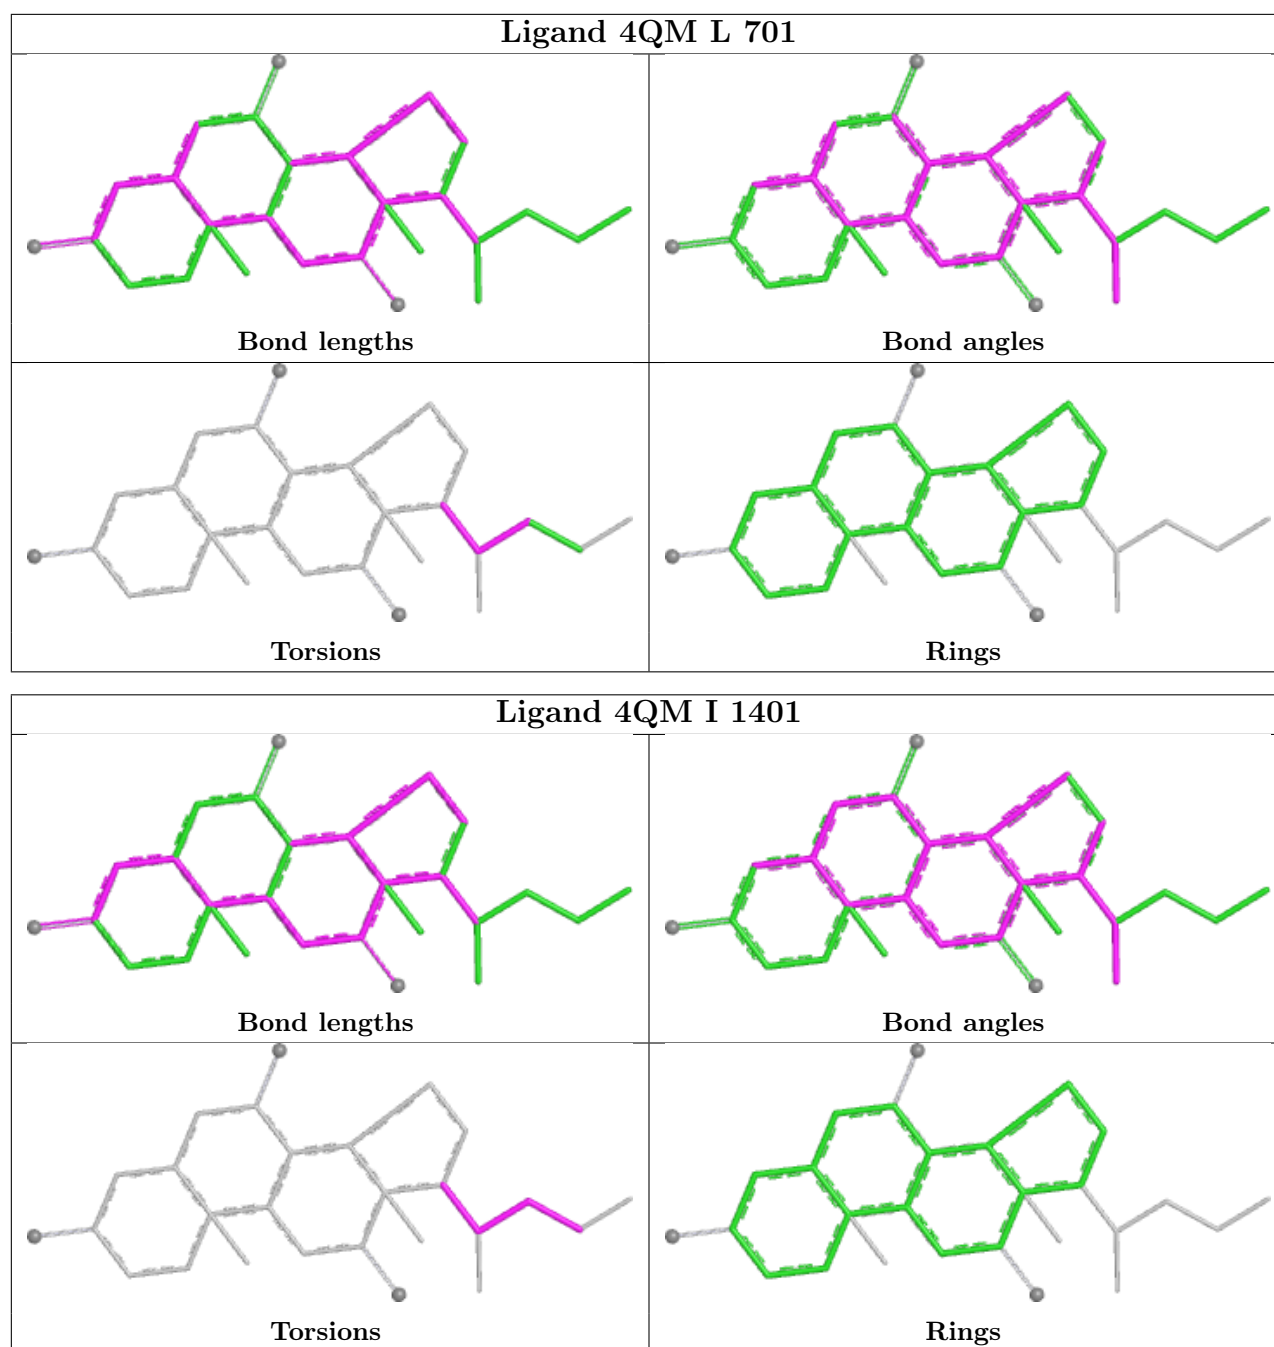 Ligand 4QM L 701
Bond lengths
Bond angles
Torsions
Rings
Ligand 4QM I 1401
Bond lengths
Bond angles
Torsions
Rings